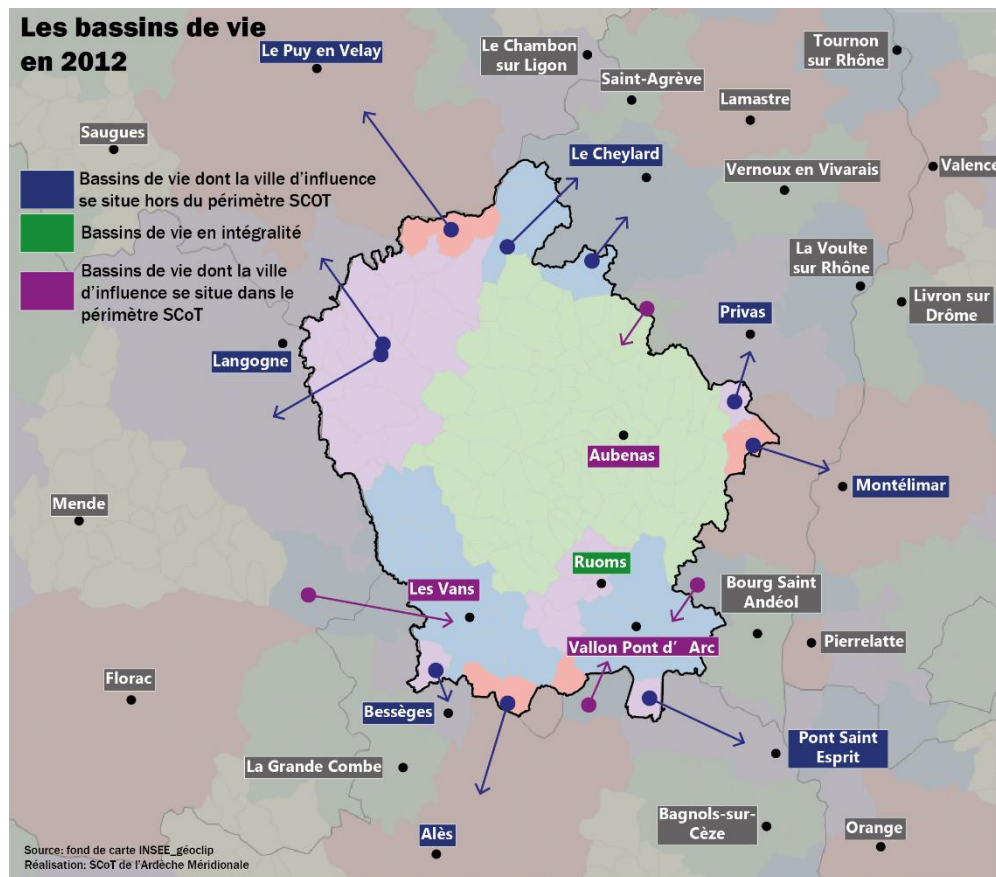 Les bassins de vie
en 2012
Le Puy en Velay
Le Chambon
sur Ligon
Tournon
sur Rhône
Saint-Agrève
Lamastre
Saugues
Le Cheylard
Vernoux en Vivarais
Valence
Bassins de vie dont la ville d'influence
se situe hors du périmètre SCOT
Bassins de vie en intégralité
Bassins de vie dont la ville
d'influence se situe dans le
périmètre SCoT
La Voulte
sur Rhône
Livron sur
Drôme
Privas
Langogne
Aubenas
Montélimar
Mende
Ruoms
Les Vans
Bourg Saint
Andéol
Vallon Pont d' Arc
Pierrelatte
Florac
Bessèges
Pont Saint
Esprit
La Grande Combe
Bagnols-sur-
Cèze
Orange
Alès
Source: fond de carte INSEE_géoclip
Réalisation: SCoT de l'Ardèche Méridionale